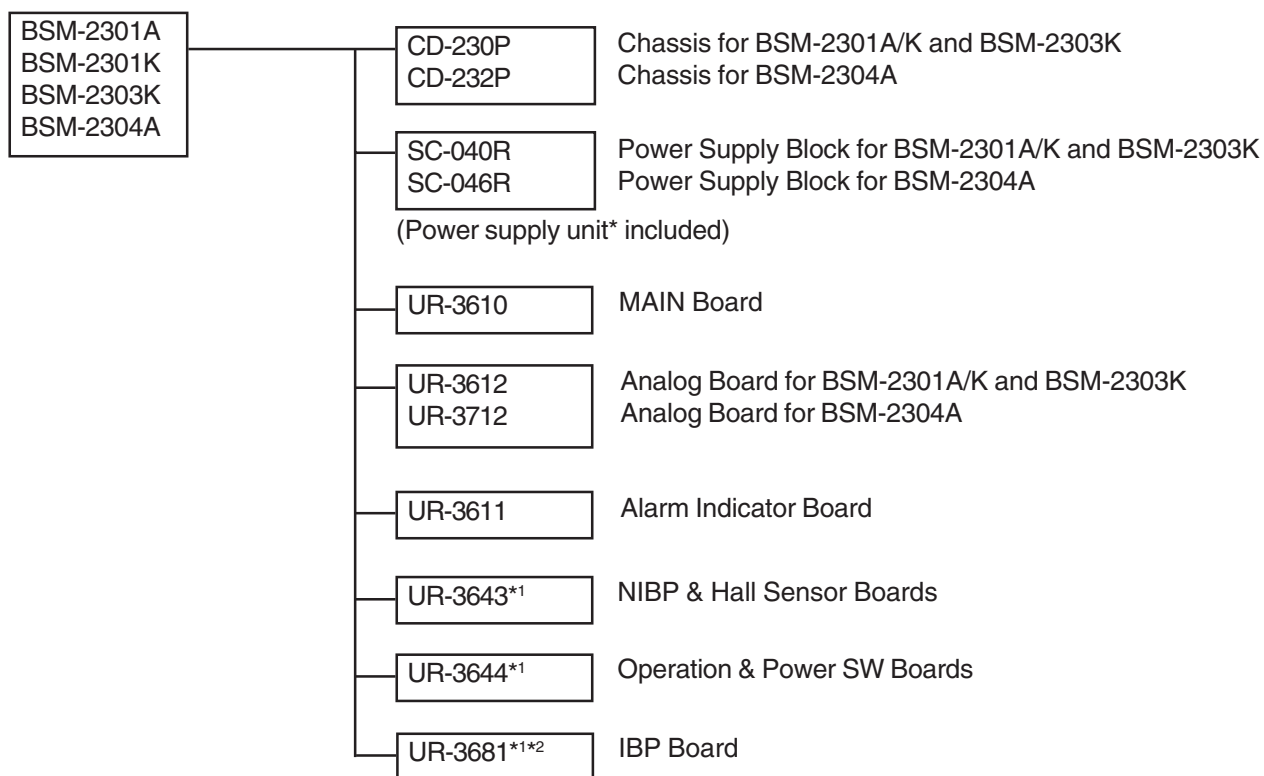 BSM-2301A
BSM-2301K
BSM-2303K
BSM-2304A
CD-230P Chassis for BSM-2301A/K and BSM-2303K
CD-232P Chassis for BSM-2304A
SC-040R Power Supply Block for BSM-2301A/K and BSM-2303K
SC-046R Power Supply Block for BSM-2304A
(Power supply unit* included)
UR-3610 MAIN Board
UR-3612 Analog Board for BSM-2301A/K and BSM-2303K
UR-3712 Analog Board for BSM-2304A
UR-3611 Alarm Indicator Board
UR-3643*1 NIBP & Hall Sensor Boards
UR-3644*1 Operation & Power SW Boards
UR-3681*1*2 IBP Board